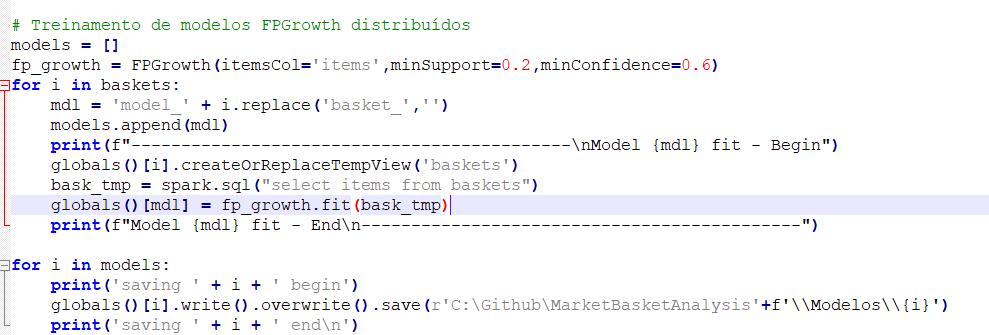 # Treinamento de modelos FPGrowth distribuídos
models = []
fp_growth = FPGrowth(itemsCol='items',minSupport=0.2,minConfidence=0.6)
for i in baskets:
    mdl = 'model_' + i.replace('basket_','')
    models.append(mdl)
    print(f"--------------------------------------------\nModel {mdl} fit - Begin")
    globals()[i].createOrReplaceTempView('baskets')
    bask_tmp = spark.sql("select items from baskets")
    globals()[mdl] = fp_growth.fit(bask_tmp)
    print(f"Model {mdl} fit - End\n--------------------------------------------")
for i in models:
    print('saving ' + i + ' begin')
    globals()[i].write().overwrite().save(r'C:\Github\MarketBasketAnalysis'+f'\\Modelos\\{i}')
    print('saving ' + i + ' end\n')